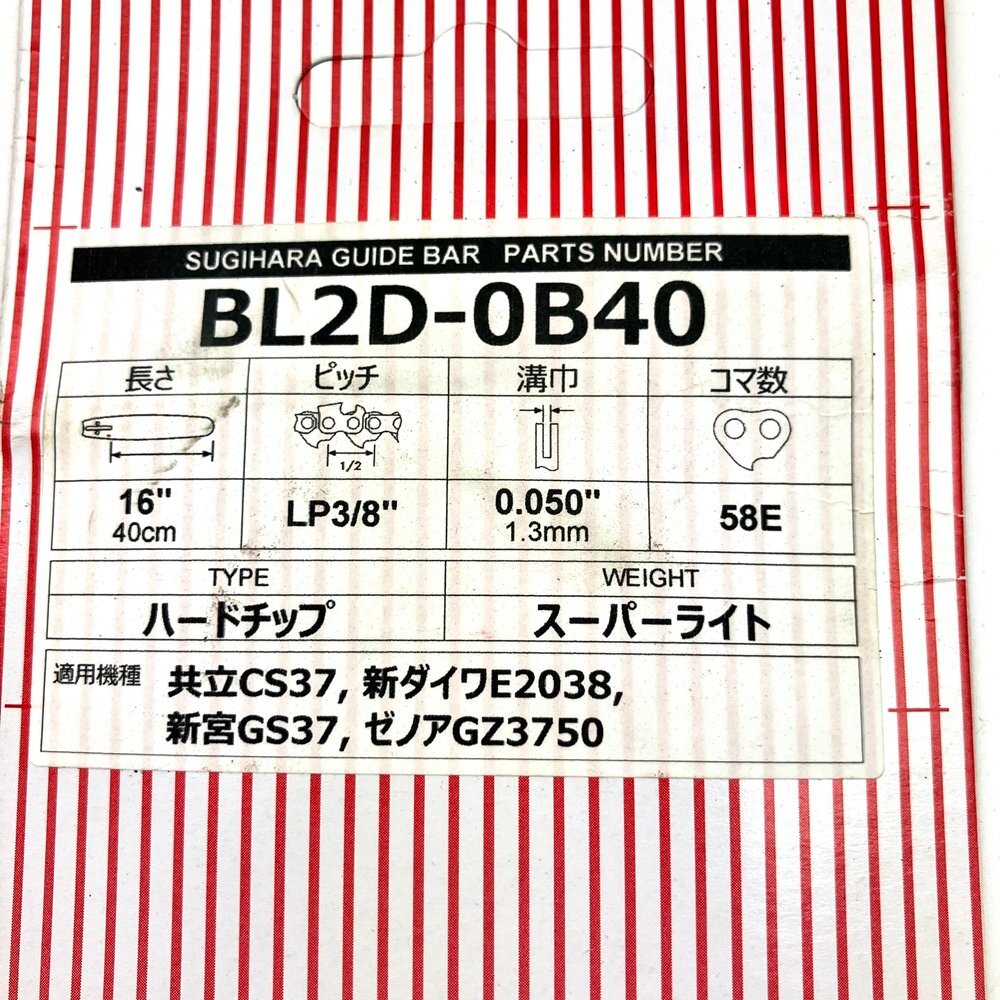 SUGIHARA GUIDE BAR PARTS NUMBER
BL2D-0B40
長さ ピッチ 溝巾 コマ数
1/2
16" LP3/8" 0.050" 58E
40cm 1.3mm
TYPE WEIGHT
ハードチップ スーパーライト
適用機種 共立CS37, 新ダイワE2038,
新宮GS37, ゼノアGZ3750